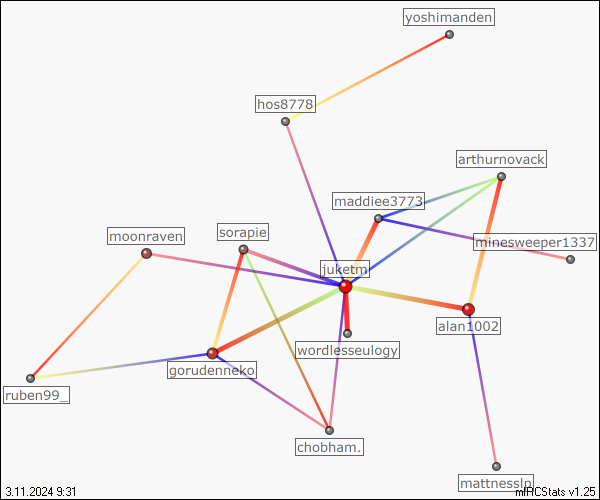 yoshimanden
hos8778
arthurnovack
maddiee3773
sorapie
moonraven
minesweeper1337
juketm
alan1002
wordlesseulogy
gorudenneko
ruben99_
chobham.
mattnessln
3.11.2024 9:31
mIRCStats v1.25